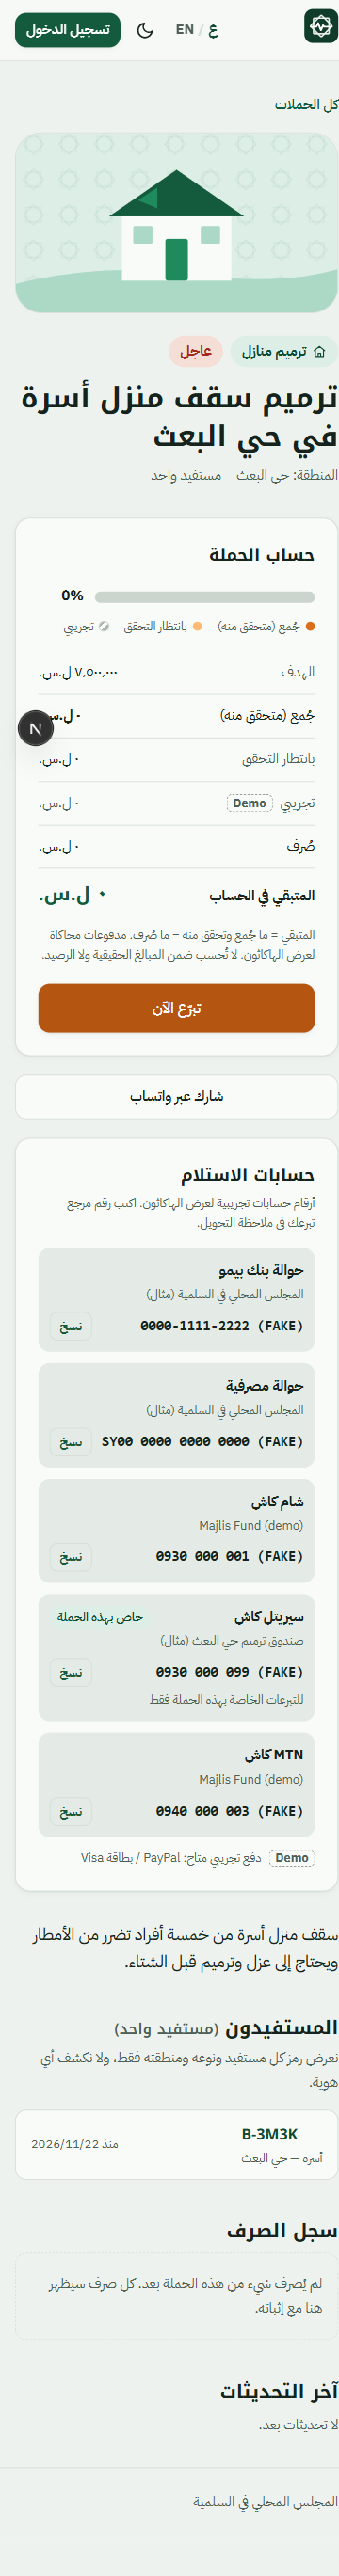 ع / EN
تسجيل الدخول
كل الحملات
ترميم منازل
عاجل
ترميم سقف منزل أسرة
في حي البعث
المنطقة: حي البعث مستفيد واحد
حساب الحملة
0%
جُمع (متحقق منه) بانتظار التحقق تجريبي
الهدف ٧,٥٠٠,٠٠٠ ل.س.
جُمع (متحقق منه) ٠ ل.س.
N
بانتظار التحقق ٠ ل.س.
تجريبي Demo ٠ ل.س.
صُرف ٠ ل.س.
المتبقي في الحساب ٠ ل.س.
المتبقي = ما جُمع وتحقق منه − ما صُرف. مدفوعات محاكاة
لعرض الهاكاثون. لا تُحسب ضمن المبالغ الحقيقية ولا الرصيد.
تبرّع الآن
شارك عبر واتساب
حسابات الاستلام
أرقام حسابات تجريبية لعرض الهاكاثون. اكتب رقم مرجع
تبرعك في ملاحظة التحويل.
حوالة بنك بيمو
المجلس المحلي في السلمية (مثال)
0000-1111-2222 (FAKE) نسخ
حوالة مصرفية
المجلس المحلي في السلمية (مثال)
SY00 0000 0000 0000 (FAKE) نسخ
شام كاش
Majlis Fund (demo)
0930 000 001 (FAKE) نسخ
سيريتل كاش خاص بهذه الحملة
صندوق ترميم حي البعث (مثال)
0930 000 099 (FAKE) نسخ
للتبرعات الخاصة بهذه الحملة فقط
MTN كاش
Majlis Fund (demo)
0940 000 003 (FAKE) نسخ
Demo دفع تجريبي متاح: PayPal / بطاقة Visa
سقف منزل أسرة من خمسة أفراد تضرر من الأمطار
ويحتاج إلى عزل وترميم قبل الشتاء.
المستفيدون (مستفيد واحد)
نعرض رمز كل مستفيد ونوعه ومنطقته فقط، ولا نكشف أي
هوية.
B-3M3K
أسرة — حي البعث
منذ 2026/11/22
سجل الصرف
لم يُصرف شيء من هذه الحملة بعد. كل صرف سيظهر
هنا مع إثباته.
آخر التحديثات
لا تحديثات بعد.
المجلس المحلي في السلمية